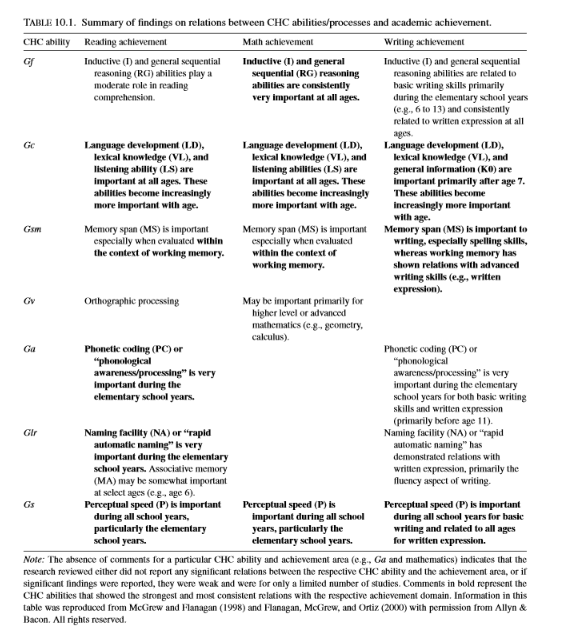 TABLE 10.1. Summary of findings on relations between CHC abilities/processes and academic achievement.
CHC ability Reading achievement Math achievement Writing achievement
Gf
Inductive (I) and general sequential
reasoning (RG) abilities play a
moderate role in reading
comprehension.
Inductive (I) and general
sequential (RG) reasoning
abilities are consistently
very important at all ages.
Inductive (I) and general sequential
reasoning abilities are related to
basic writing skills primarily
during the elementary school years
(e.g., 6 to 13) and consistently
related to written expression at all
ages.
Gc
Language development (LD),
lexical knowledge (VL), and
listening ability (LS) are
important at all ages. These
abilities become increasingly
more important with age.
Language development (LD),
lexical knowledge (VL), and
listening abilities (LS) are
important at all ages. These
abilities become increasingly
more important with age.
Language development (LD),
lexical knowledge (VL), and
general information (K0) are
important primarily after age 7.
These abilities become
increasingly more important
with age.
Gsm
Memory span (MS) is important
especially when evaluated within
the context of working memory.
Memory span (MS) is important
especially when evaluated
within the context of
working memory.
Memory span (MS) is important to
writing, especially spelling skills,
whereas working memory has
shown relations with advanced
writing skills (e.g., written
expression).
Gv
Orthographic processing
May be important primarily for
higher level or advanced
mathematics (e.g., geometry,
calculus).
Ga
Phonetic coding (PC) or
“phonological
awareness/processing” is very
important during the
elementary school years.
Phonetic coding (PC) or
“phonological
awareness/processing” is very
important during the elementary
school years for both basic writing
skills and written expression
(primarily before age 11).
Glr
Naming facility (NA) or “rapid
automatic naming” is very
important during the elementary
school years. Associative memory
(MA) may be somewhat important
at select ages (e.g., age 6).
Naming facility (NA) or “rapid
automatic naming” has
demonstrated relations with
written expression, primarily the
fluency aspect of writing.
Gs
Perceptual speed (P) is important
during all school years,
particularly the elementary
school years.
Perceptual speed (P) is
important during all school
years, particularly the
elementary school years.
Perceptual speed (P) is important
during all school years for basic
writing and related to all ages
for written expression.
Note: The absence of comments for a particular CHC ability and achievement area (e.g., Ga and mathematics) indicates that the
research reviewed either did not report any significant relations between the respective CHC ability and the achievement area, or if
significant findings were reported, they were weak and were for only a limited number of studies. Comments in bold represent the
CHC abilities that showed the strongest and most consistent relations with the respective achievement domain. Information in this
table was reproduced from McGrew and Flanagan (1998) and Flanagan, McGrew, and Ortiz (2000) with permission from Allyn &
Bacon. All rights reserved.